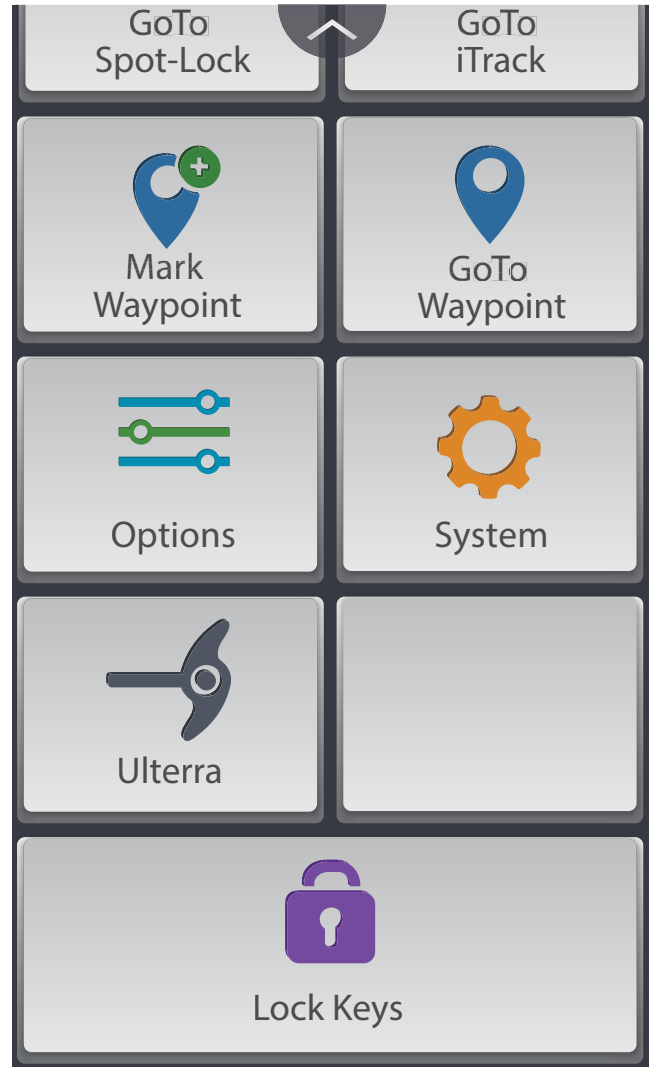 GoTo GoTo
Spot-Lock iTrack
Mark GoTo
Waypoint Waypoint
Options System
Ulterra
Lock Keys